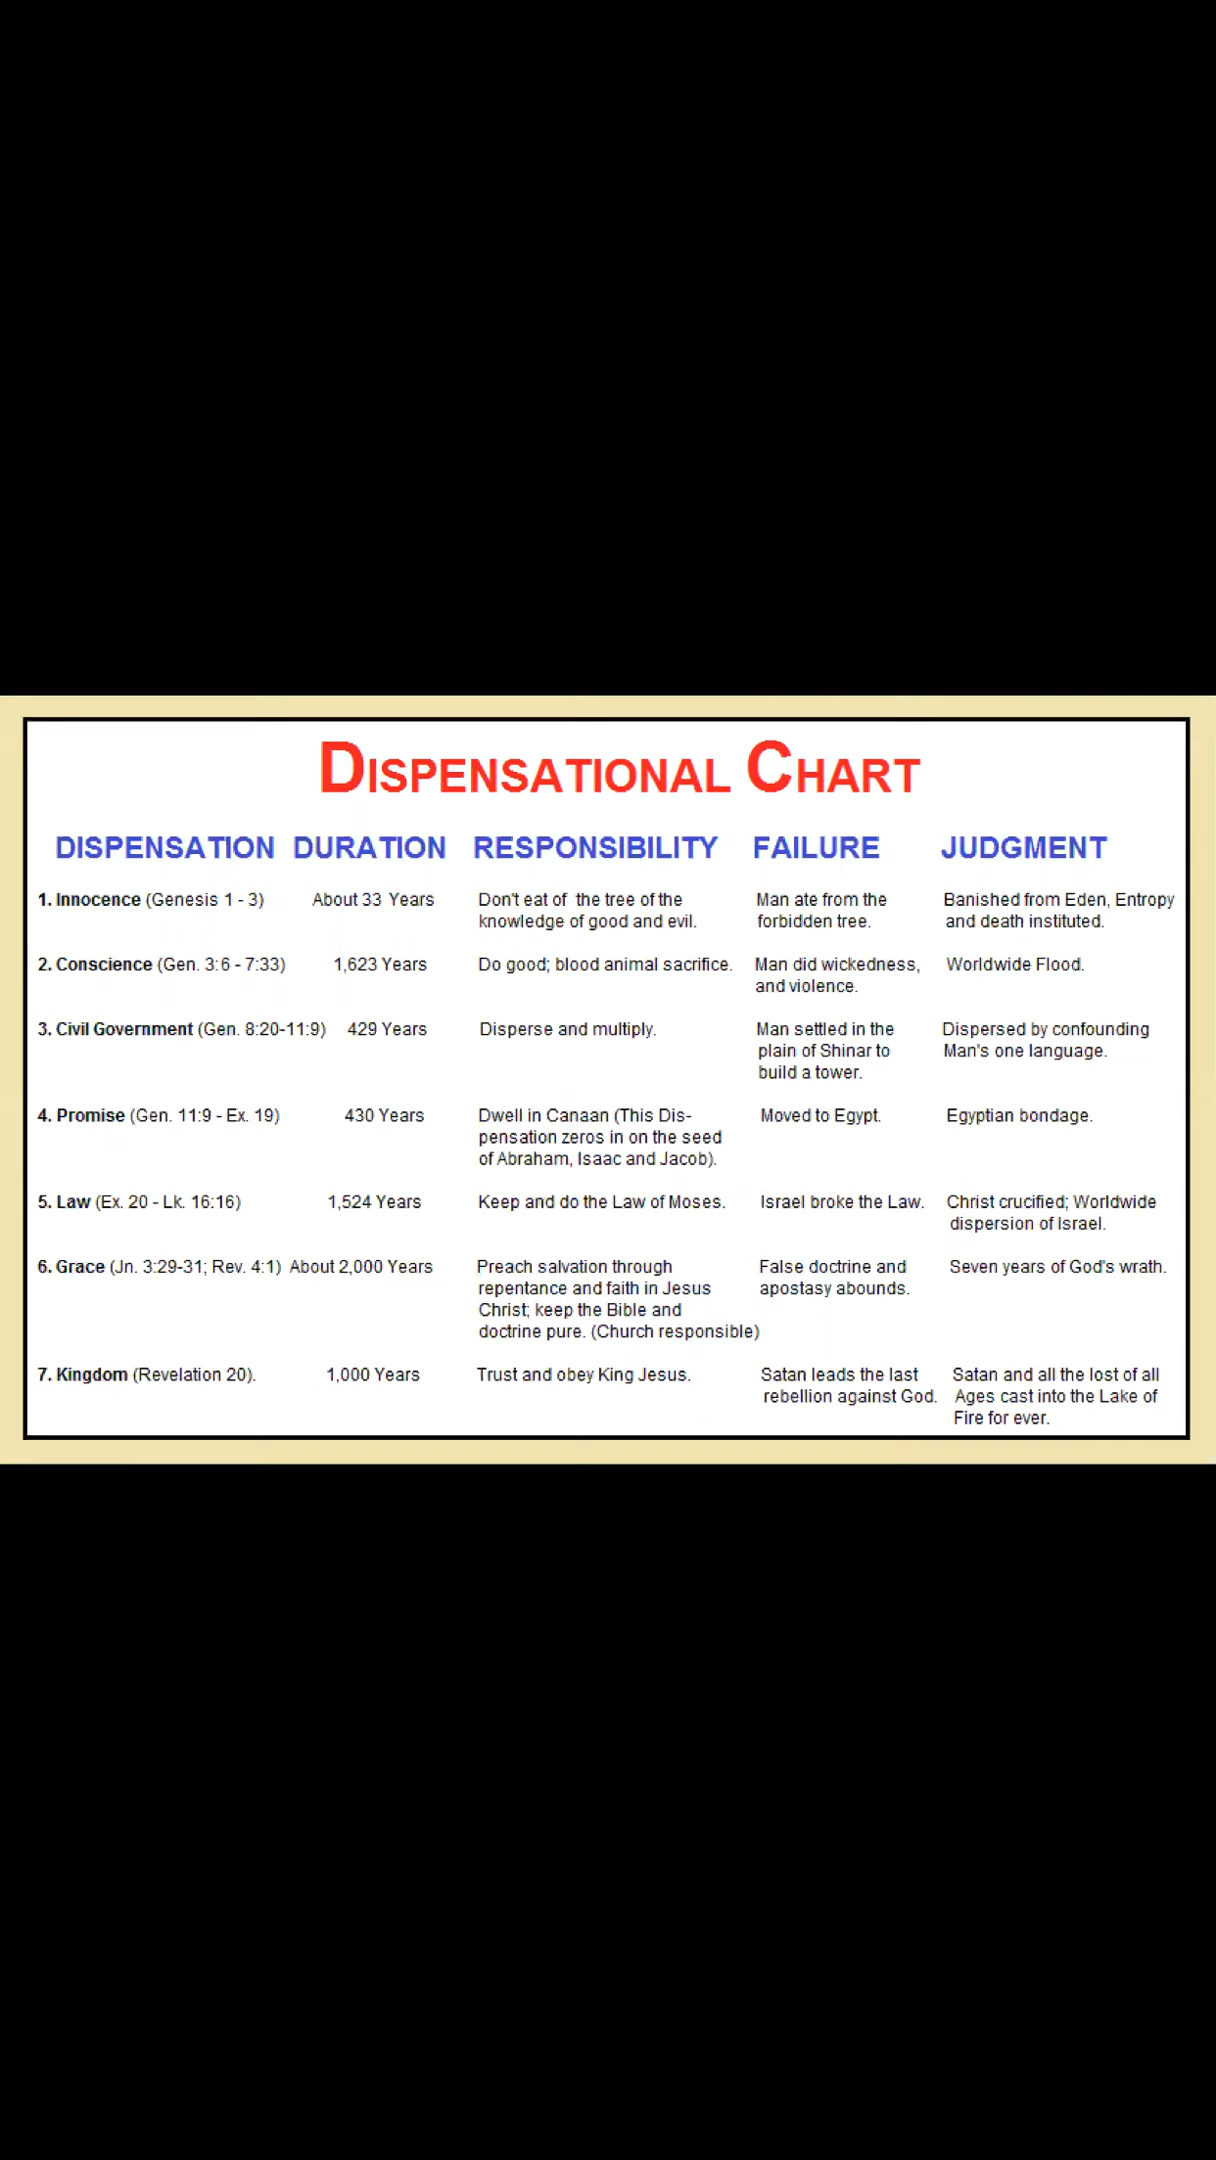 DISPENSATIONAL CHART
DISPENSATION DURATION RESPONSIBILITY FAILURE JUDGMENT
1. Innocence (Genesis 1 - 3) About 33 Years Don't eat of the tree of the Man ate from the Banished from Eden, Entropy
knowledge of good and evil. forbidden tree. and death instituted.
2. Conscience (Gen. 3:6 - 7:33) 1,623 Years Do good; blood animal sacrifice. Man did wickedness, Worldwide Flood.
and violence.
3. Civil Government (Gen. 8:20-11:9) 429 Years Disperse and multiply. Man settled in the Dispersed by confounding
plain of Shinar to Man's one language.
build a tower.
4. Promise (Gen. 11:9 - Ex. 19) 430 Years Dwell in Canaan (This Dis- Moved to Egypt. Egyptian bondage.
pensation zeros in on the seed
of Abraham, Isaac and Jacob).
5. Law (Ex. 20 - Lk. 16:16) 1,524 Years Keep and do the Law of Moses. Israel broke the Law. Christ crucified; Worldwide
dispersion of Israel.
6. Grace (Jn. 3:29-31; Rev. 4:1) About 2,000 Years Preach salvation through False doctrine and Seven years of God's wrath.
repentance and faith in Jesus apostasy abounds.
Christ; keep the Bible and
doctrine pure. (Church responsible)
7. Kingdom (Revelation 20). 1,000 Years Trust and obey King Jesus. Satan leads the last Satan and all the lost of all
rebellion against God. Ages cast into the Lake of
Fire for ever.